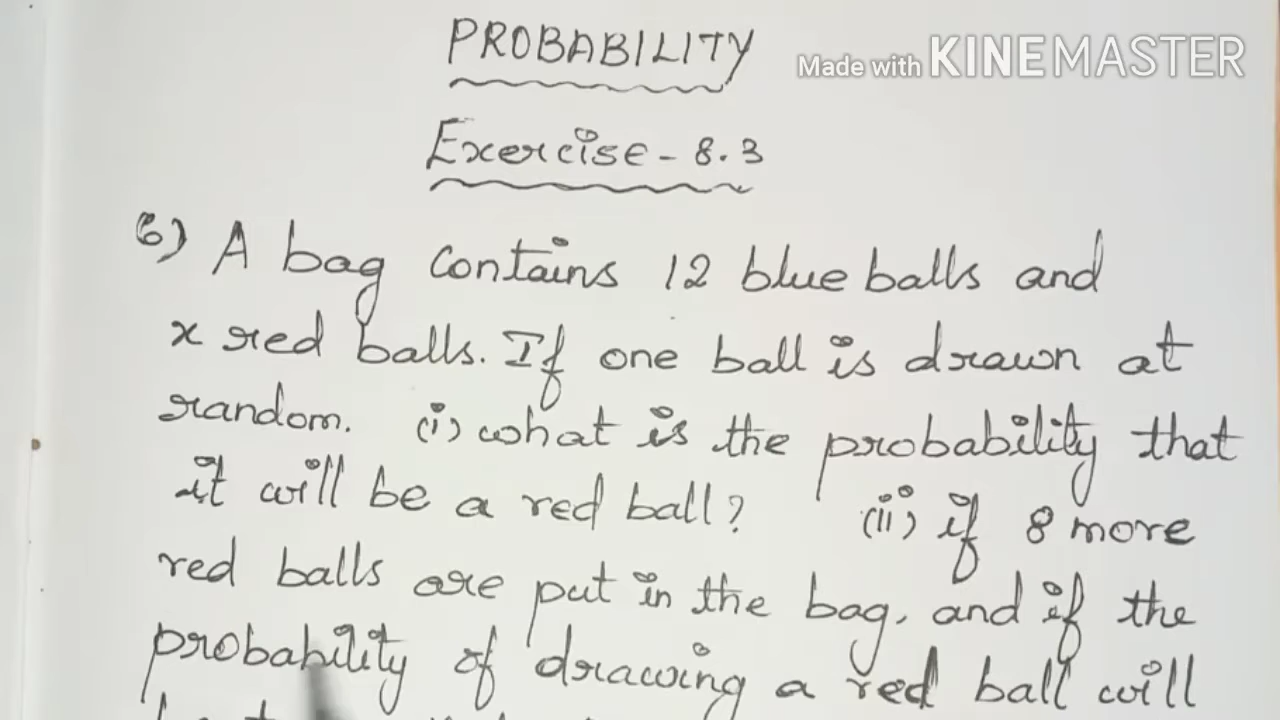 PROBABILITY
Made with KINEMASTER
Exercise - 8.3
6) A bag contains 12 blue balls and
x red balls. If one ball is drawn at
random. (i) what is the probability that
it will be a red ball? (ii) if 8 more
red balls are put in the bag, and if the
probability of drawing a red ball will